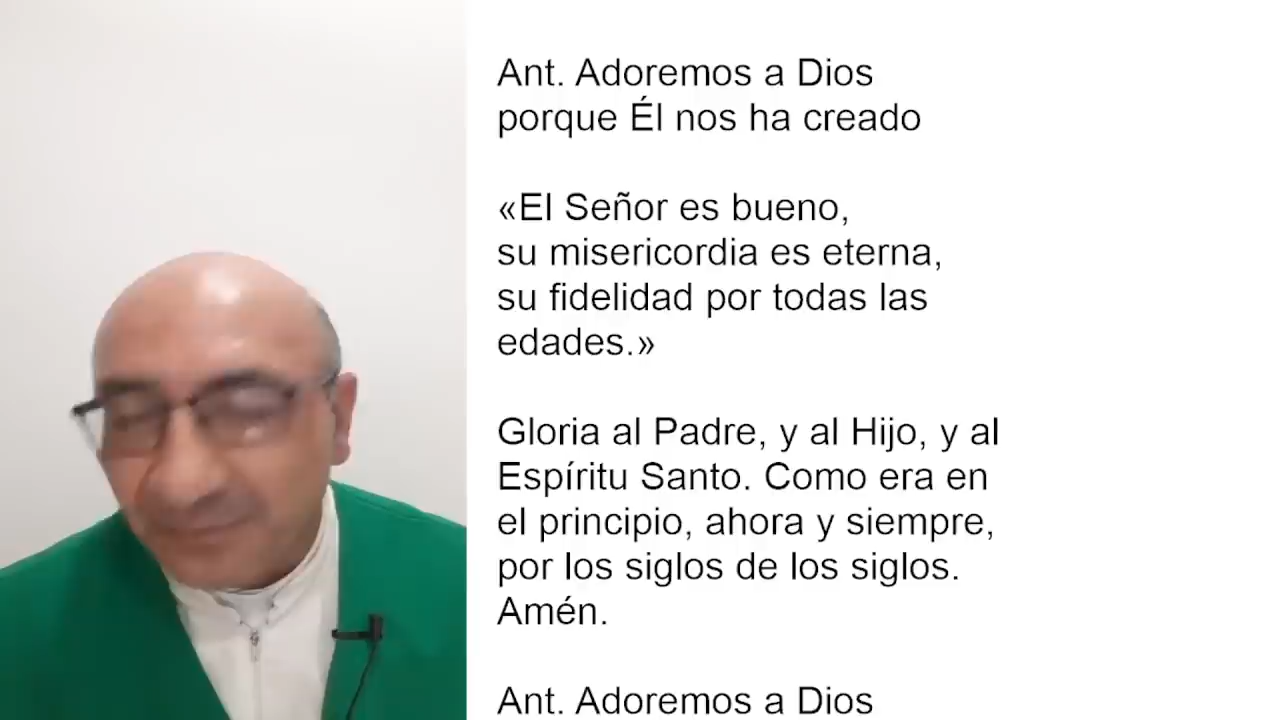 Ant. Adoremos a Dios
porque Él nos ha creado
«El Señor es bueno,
su misericordia es eterna,
su fidelidad por todas las
edades.»
Gloria al Padre, y al Hijo, y al
Espíritu Santo. Como era en
el principio, ahora y siempre,
por los siglos de los siglos.
Amén.
Ant. Adoremos a Dios